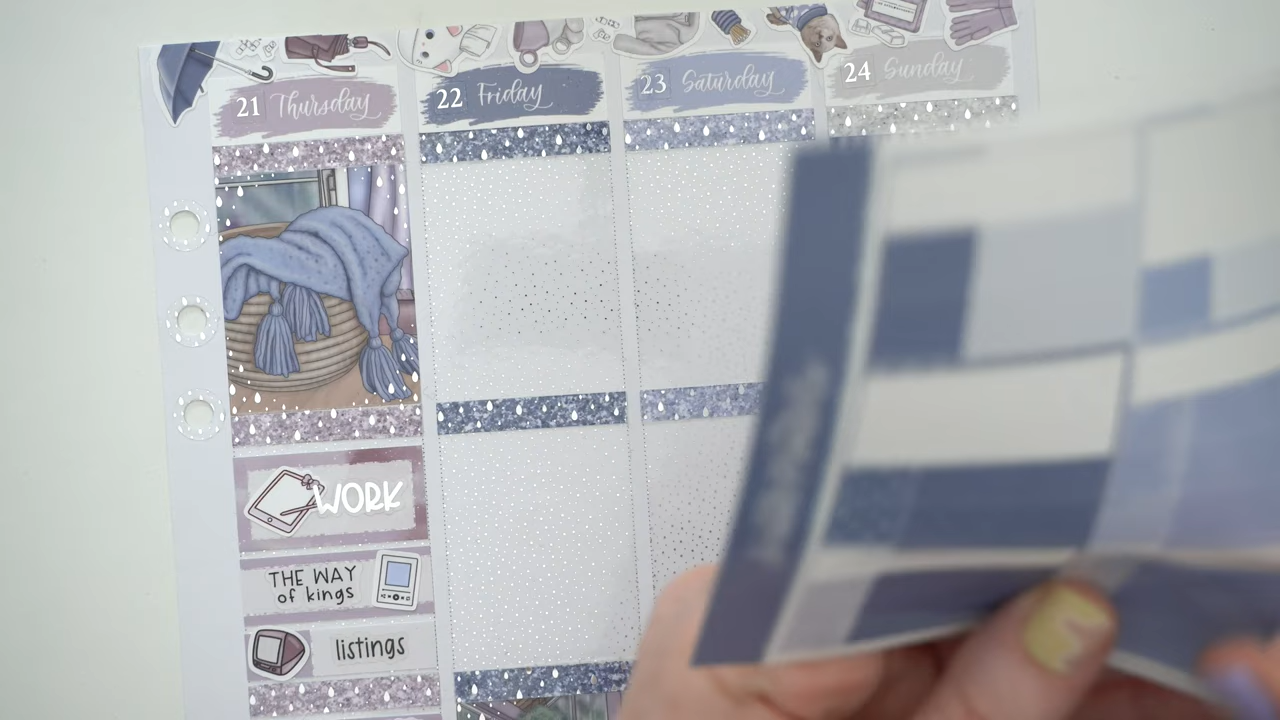 21 Thursday
22 Friday
23 Saturday
24 Sunday
WORK
THE WAY
of kings
listings